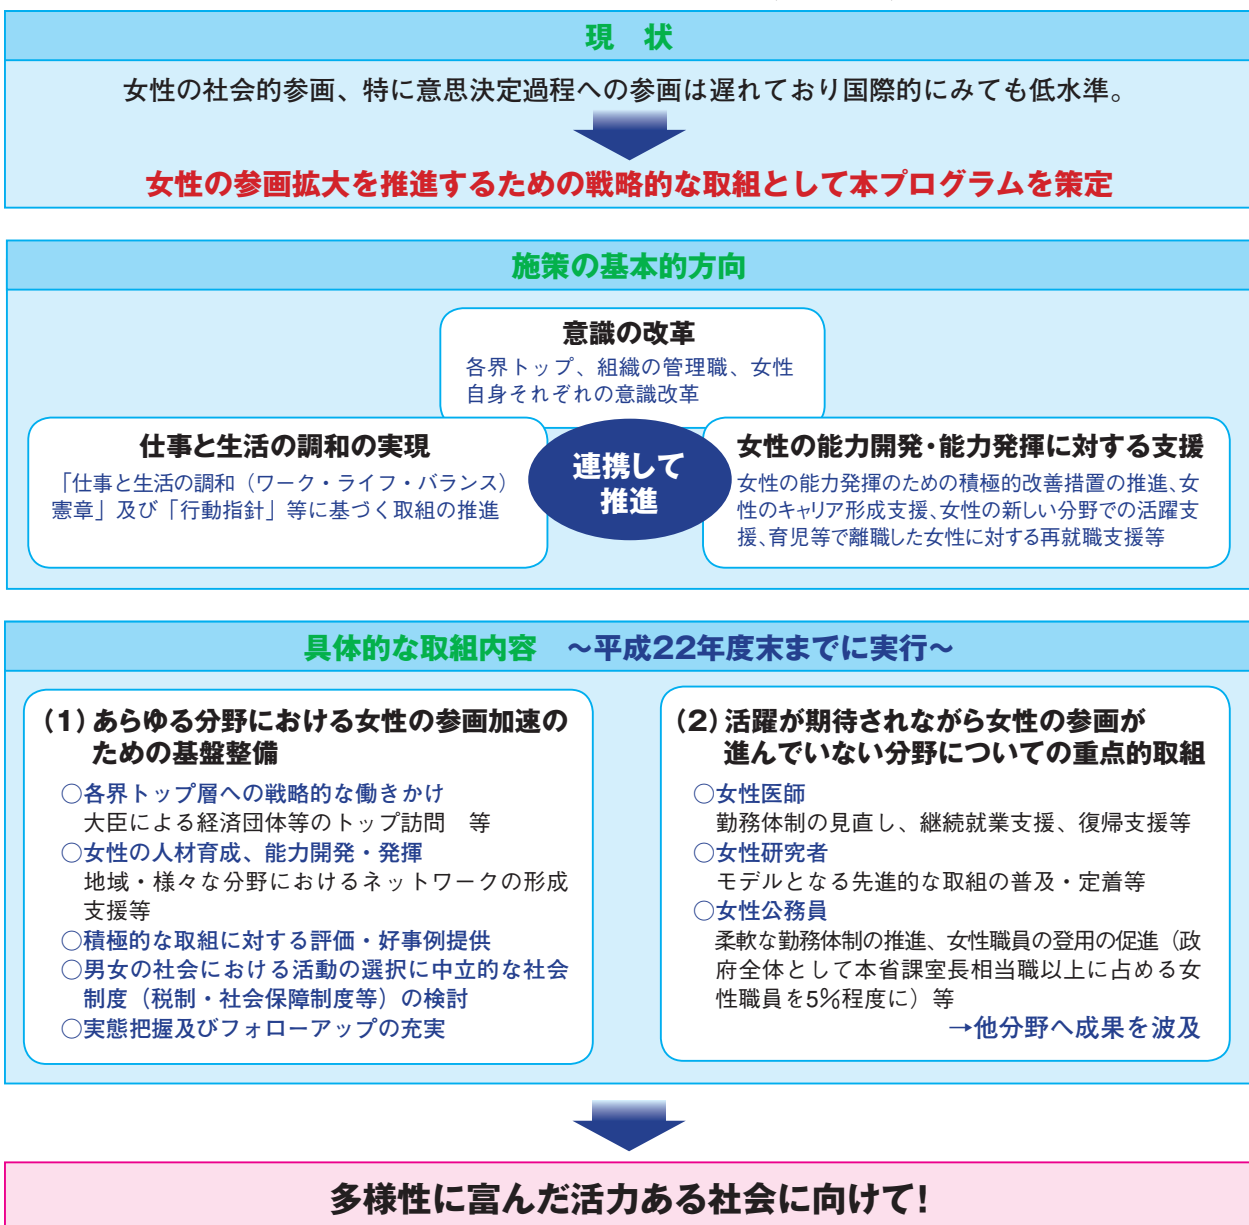 現　状
女性の社会的参画、特に意思決定過程への参画は遅れており国際的にみても低水準。
女性の参画拡大を推進するための戦略的な取組として本プログラムを策定
施策の基本的方向
意識の改革
各界トップ、組織の管理職、女性
自身それぞれの意識改革
仕事と生活の調和の実現
「仕事と生活の調和（ワーク・ライフ・バランス）
憲章」及び「行動指針」等に基づく取組の推進
連携して
推進
女性の能力開発・能力発揮に対する支援
女性の能力発揮のための積極的改善措置の推進、女
性のキャリア形成支援、女性の新しい分野での活躍支
援、育児等で離職した女性に対する再就職支援等
具体的な取組内容　～平成22年度末までに実行～
（1）あらゆる分野における女性の参画加速の
ための基盤整備
○各界トップ層への戦略的な働きかけ
大臣による経済団体等のトップ訪問　等
○女性の人材育成、能力開発・発揮
地域・様々な分野におけるネットワークの形成
支援等
○積極的な取組に対する評価・好事例提供
○男女の社会における活動の選択に中立的な社会
制度（税制・社会保障制度等）の検討
○実態把握及びフォローアップの充実
（2）活躍が期待されながら女性の参画が
進んでいない分野についての重点的取組
○女性医師
勤務体制の見直し、継続就業支援、復帰支援等
○女性研究者
モデルとなる先進的な取組の普及・定着等
○女性公務員
柔軟な勤務体制の推進、女性職員の登用の促進（政
府全体として本省課室長相当職以上に占める女
性職員を5％程度に）等
→他分野へ成果を波及
多様性に富んだ活力ある社会に向けて！